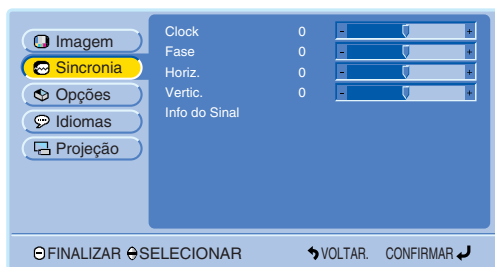 Imagem
Sincronia
Opções
Idiomas
Projeção
Clock 0 - +
Fase 0 - +
Horiz. 0 - +
Vertic. 0 - +
Info do Sinal
FINALIZAR SELECIONAR VOLTAR. CONFIRMAR